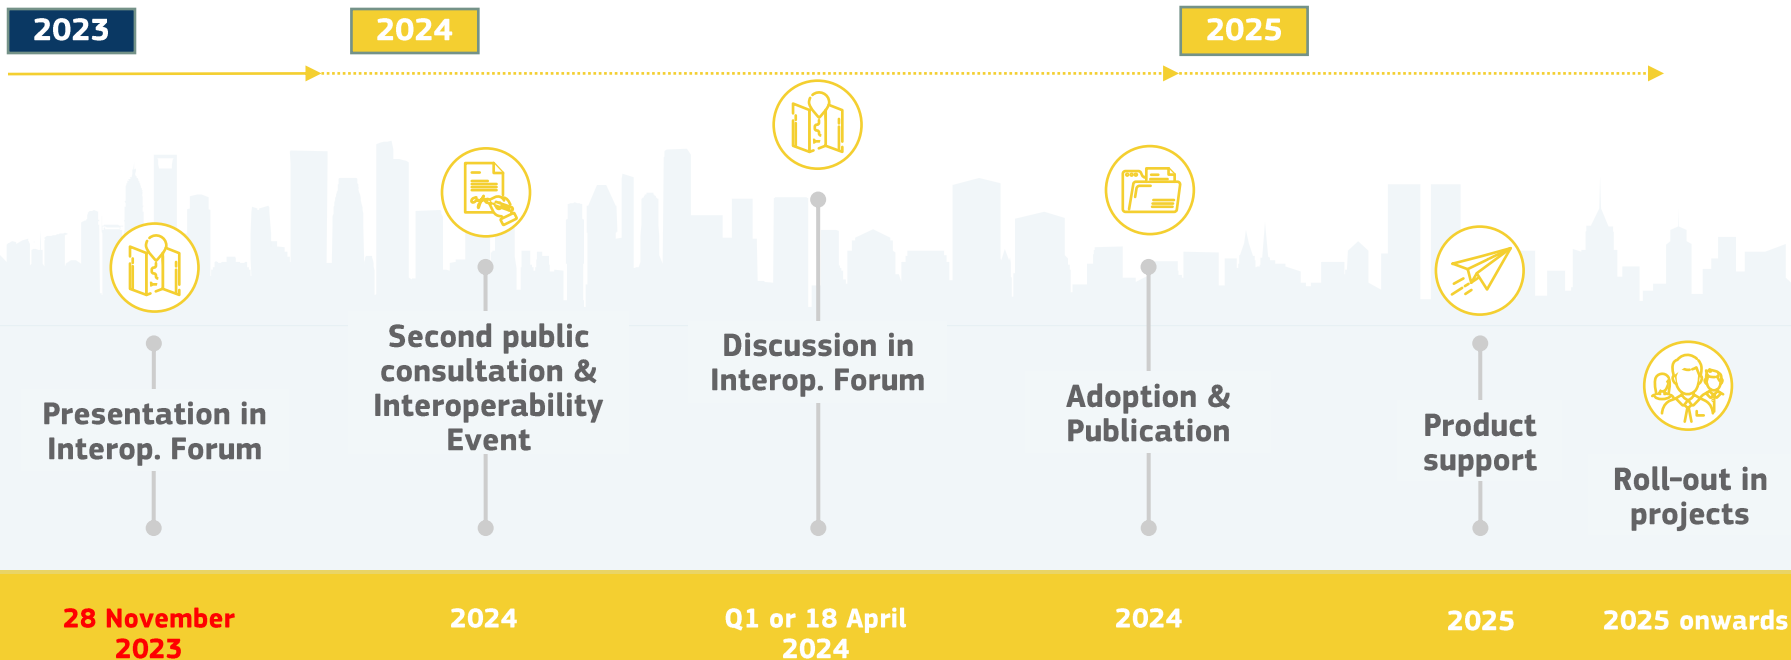 2023
2024
2025
Presentation in
Interop. Forum
Second public
consultation &
Interoperability
Event
Discussion in
Interop. Forum
Adoption &
Publication
Product
support
Roll-out in
projects
28 November
2023
2024
Q1 or 18 April
2024
2024
2025
2025 onwards